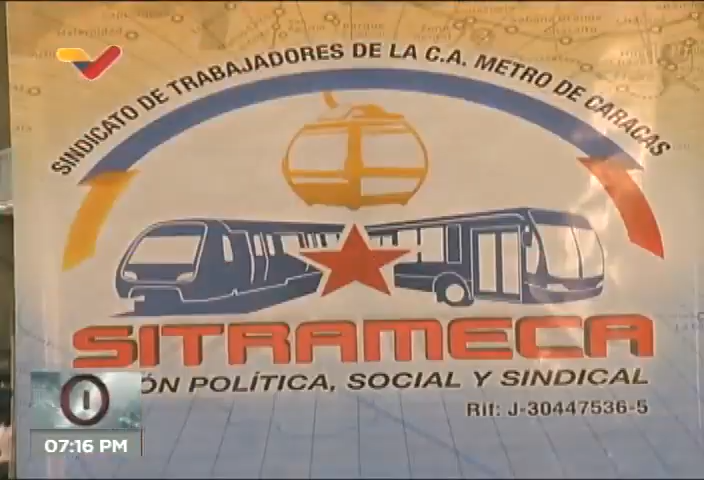 SINDICATO DE TRABAJADORES DE LA C.A. METRO DE CARACAS
SITRAMECA
POLÍTICA, SOCIAL Y SINDICAL
Rif: J-30447536-5
07:16 PM